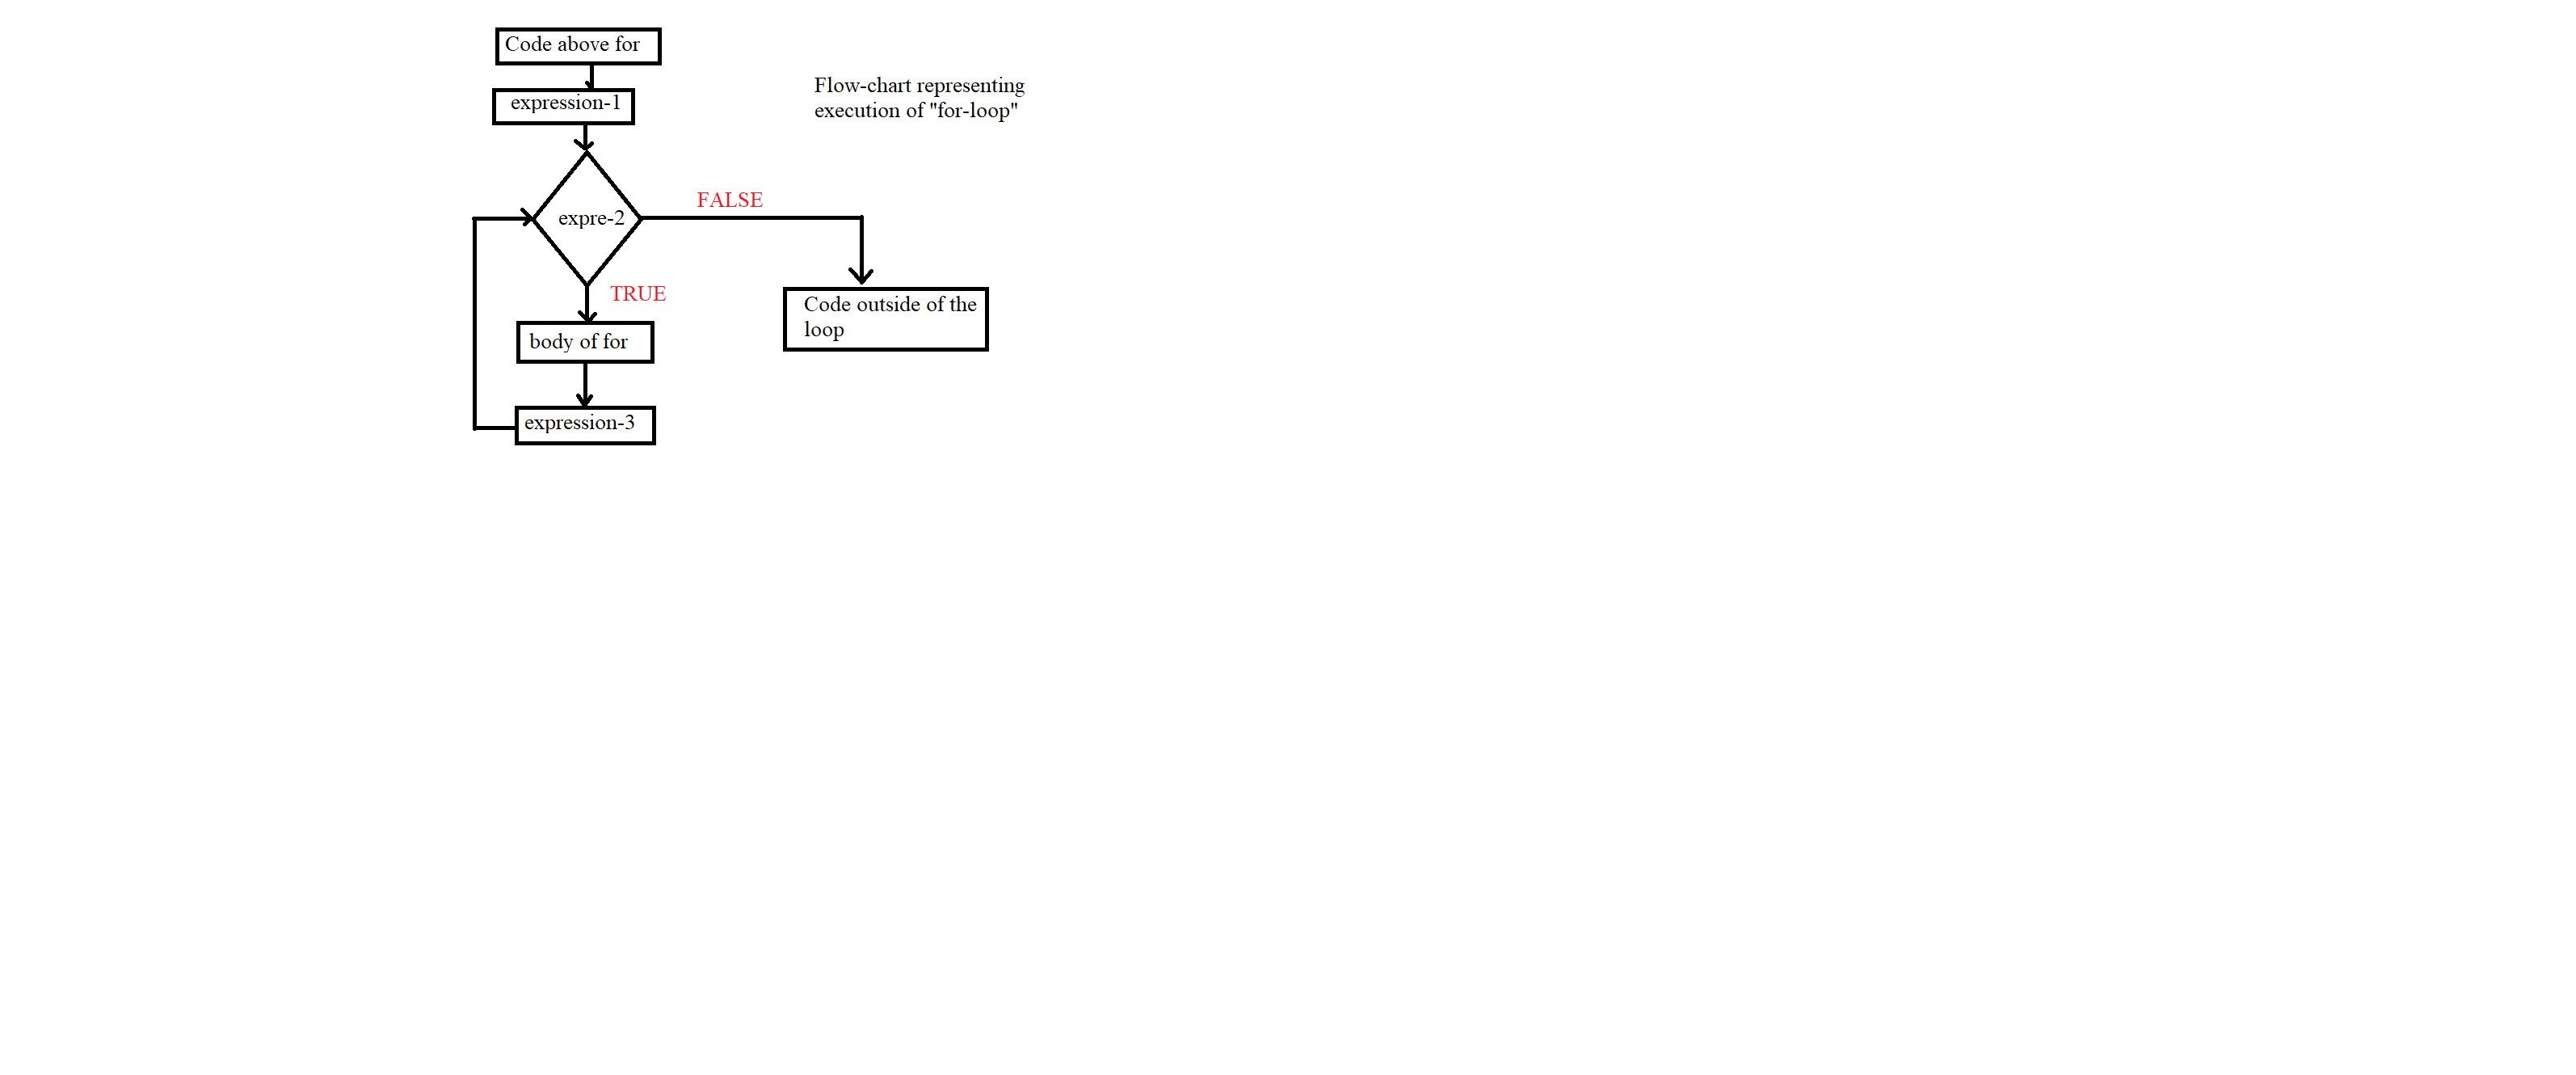 Code above for
expression-1
Flow-chart representing
execution of "for-loop"
expre-2
FALSE
TRUE
Code outside of the
loop
body of for
expression-3